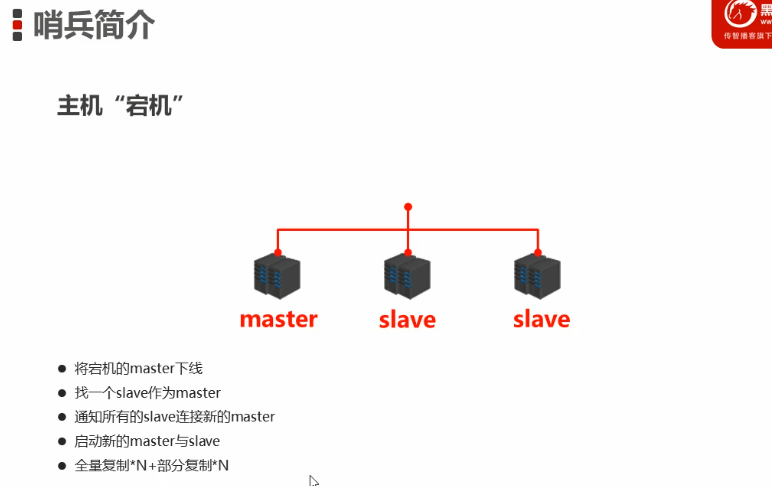 哨兵简介
黑
ww
传智播客旗下
主机“宕机”
master
slave
slave
将宕机的master下线
找一个slave作为master
通知所有的slave连接新的master
启动新的master与slave
全量复制*N+部分复制*N